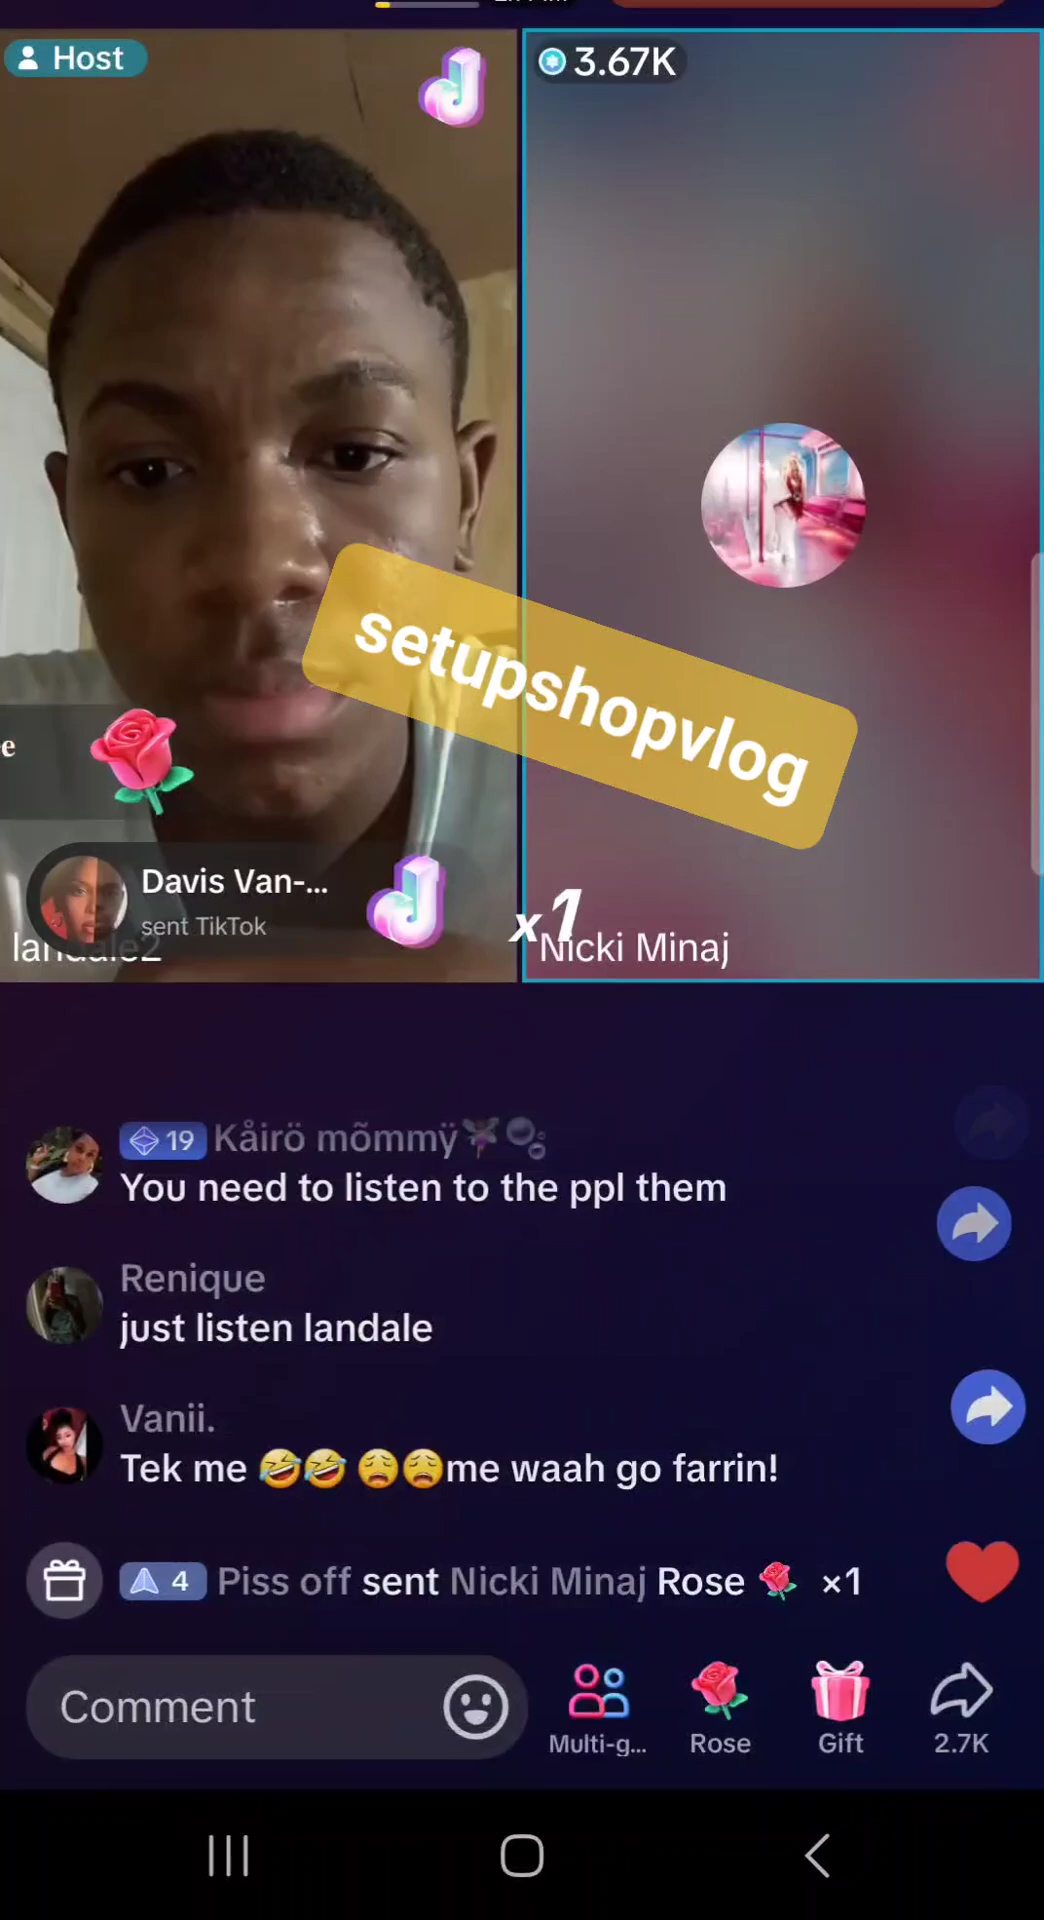 Host
3.67K
setupshopvlog
e
Davis Van-...
sent TikTok
landale2
x1
Nicki Minaj
19 Kåirö mõmmÿ
You need to listen to the ppl them
Renique
just listen landale
Vanii.
Tek me 🤣🤣 😩😩me waah go farrin!
4 Piss off sent Nicki Minaj Rose 🌹 ×1
Comment
Multi-g...
Rose
Gift
2.7K